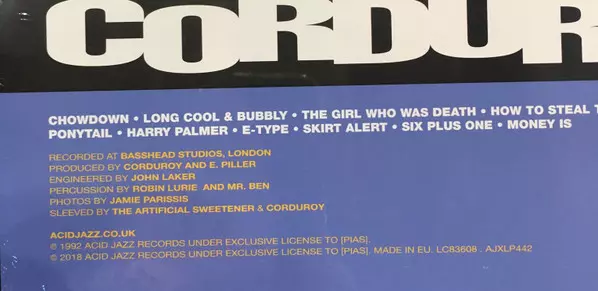 CORDUR
CHOWDOWN • LONG COOL & BUBBLY • THE GIRL WHO WAS DEATH • HOW TO STEAL T
PONYTAIL • HARRY PALMER • E-TYPE • SKIRT ALERT • SIX PLUS ONE • MONEY IS
RECORDED AT BASSHEAD STUDIOS, LONDON
PRODUCED BY CORDUROY AND E. PILLER
ENGINEERED BY JOHN LAKER
PERCUSSION BY ROBIN LURIE AND MR. BEN
PHOTOS BY JAMIE PARISSIS
SLEEVED BY THE ARTIFICIAL SWEETENER & CORDUROY
ACIDJAZZ.CO.UK
℗ 1992 ACID JAZZ RECORDS UNDER EXCLUSIVE LICENSE TO [PIAS].
© 2018 ACID JAZZ RECORDS UNDER EXCLUSIVE LICENSE TO [PIAS]. MADE IN EU. LC83608 . AJXLP442